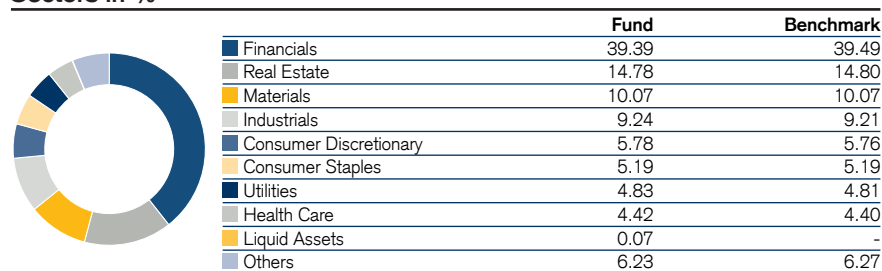 Sectors in %
Fund Benchmark
Financials 39.39 39.49
Real Estate 14.78 14.80
Materials 10.07 10.07
Industrials 9.24 9.21
Consumer Discretionary 5.78 5.76
Consumer Staples 5.19 5.19
Utilities 4.83 4.81
Health Care 4.42 4.40
Liquid Assets 0.07 -
Others 6.23 6.27